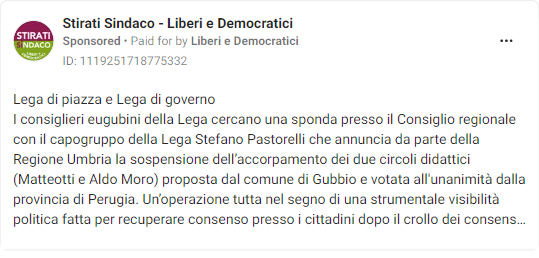 STIRATI
SINDACO
Stirati Sindaco - Liberi e Democratici
Sponsored • Paid for by Liberi e Democratici
ID: 1119251718775332
Lega di piazza e Lega di governo
I consiglieri eugubini della Lega cercano una sponda presso il Consiglio regionale
con il capogruppo della Lega Stefano Pastorelli che annuncia da parte della
Regione Umbria la sospensione dell’accorpamento dei due circoli didattici
(Matteotti e Aldo Moro) proposta dal comune di Gubbio e votata all'unanimità dalla
provincia di Perugia. Un’operazione tutta nel segno di una strumentale visibilità
politica fatta per recuperare consenso presso i cittadini dopo il crollo dei consens...